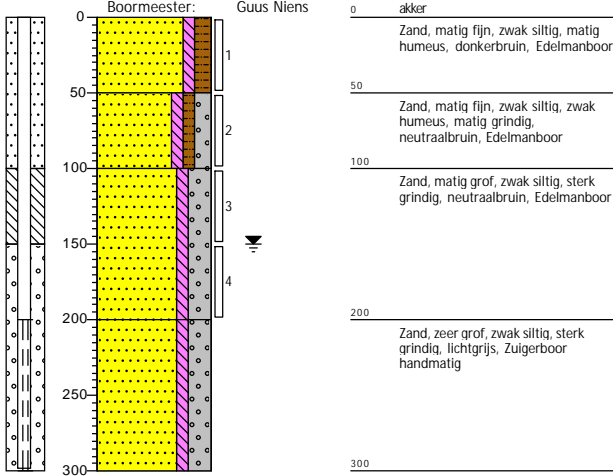 Boormeester: Guus Niens
0
50
100
150
200
250
300
1
2
3
4
0 akker
Zand, matig fijn, zwak siltig, matig
humeus, donkerbruin, Edelmanboor
50
Zand, matig fijn, zwak siltig, zwak
humeus, matig grindig,
neutraalbruin, Edelmanboor
100
Zand, matig grof, zwak siltig, sterk
grindig, neutraalbruin, Edelmanboor
200
Zand, zeer grof, zwak siltig, sterk
grindig, lichtgrijs, Zuigerboor
handmatig
300